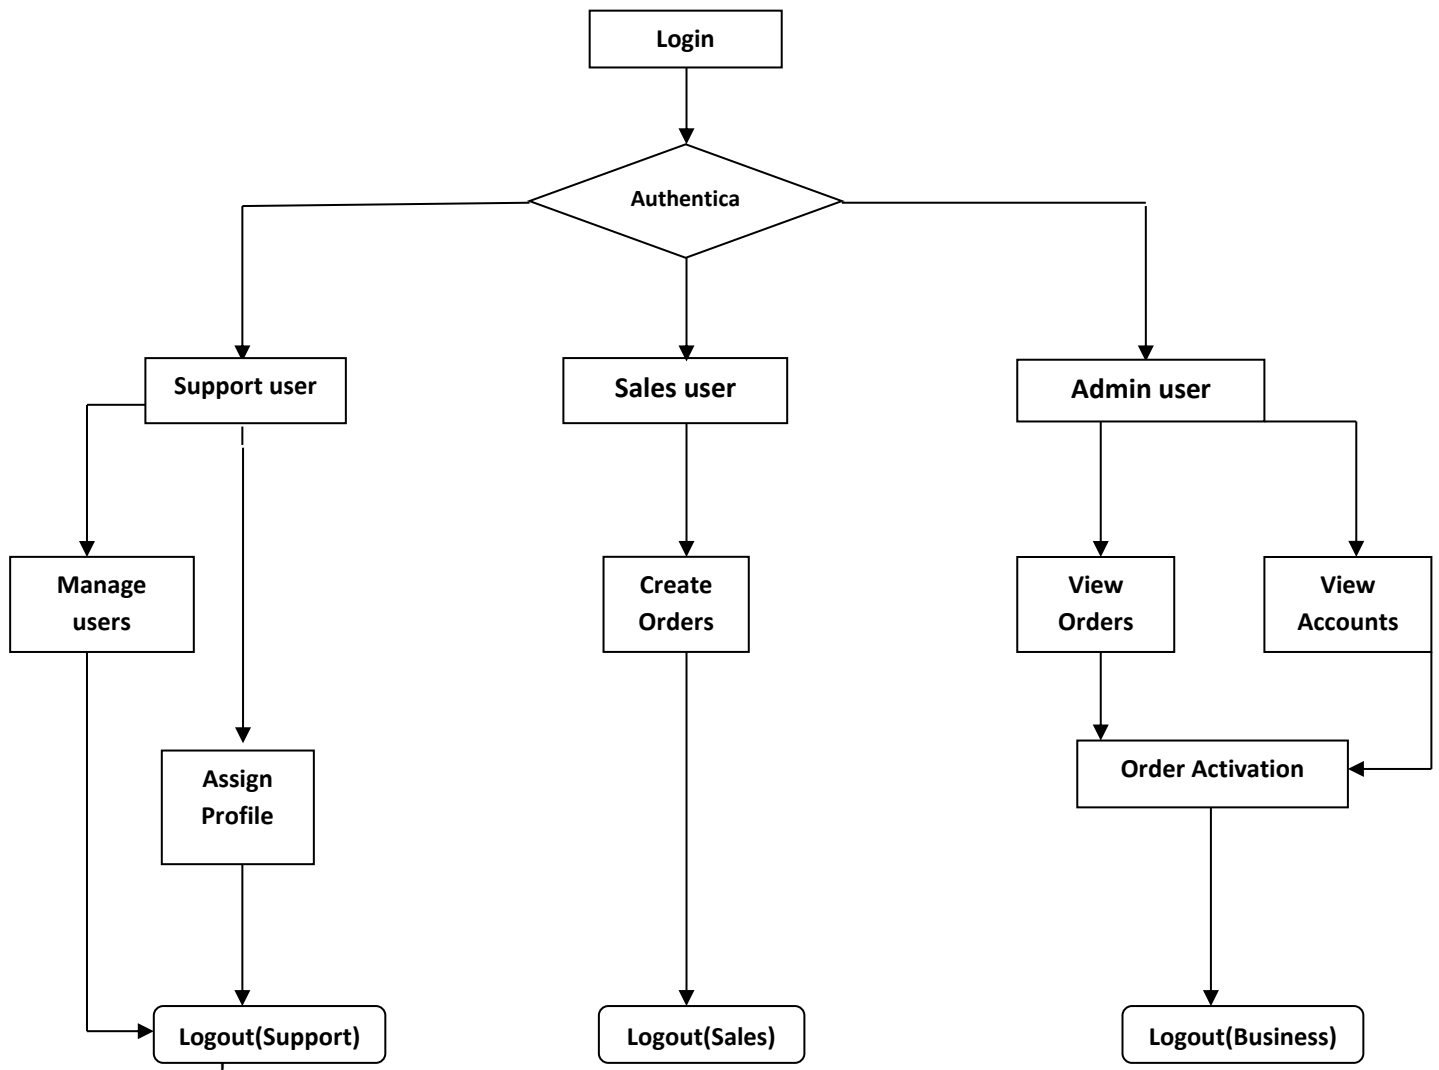 Login
Authentica
Support user
Sales user
Admin user
Manage
users
Create
Orders
View
Orders
View
Accounts
Assign
Profile
Order Activation
Logout(Support)
Logout(Sales)
Logout(Business)